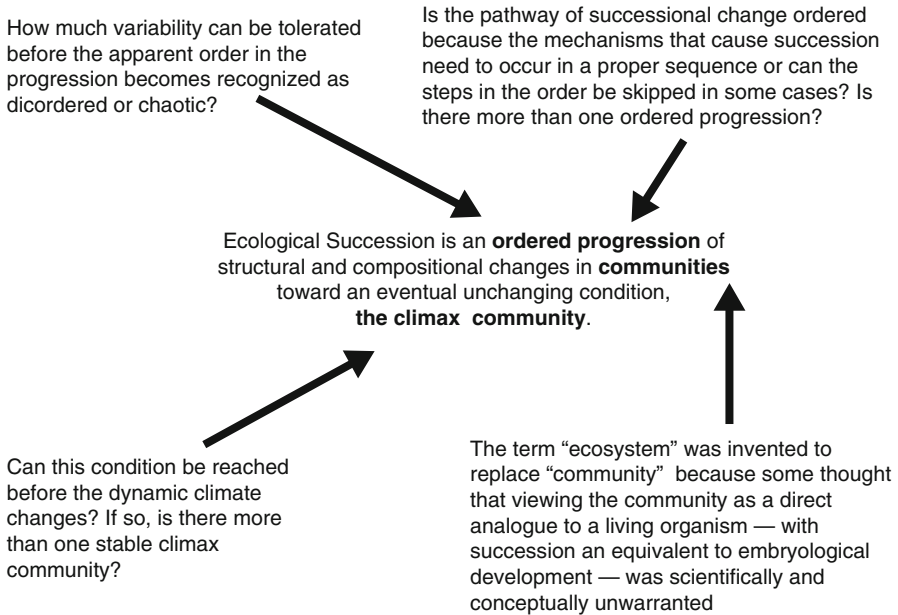 How much variability can be tolerated
before the apparent order in the
progression becomes recognized as
dicordered or chaotic?
Is the pathway of successional change ordered
because the mechanisms that cause succession
need to occur in a proper sequence or can the
steps in the order be skipped in some cases? Is
there more than one ordered progression?
Ecological Succession is an ordered progression of
structural and compositional changes in communities
toward an eventual unchanging condition,
the climax community.
Can this condition be reached
before the dynamic climate
changes? If so, is there more
than one stable climax
community?
The term “ecosystem” was invented to
replace “community” because some thought
that viewing the community as a direct
analogue to a living organism — with
succession an equivalent to embryological
development — was scientifically and
conceptually unwarranted